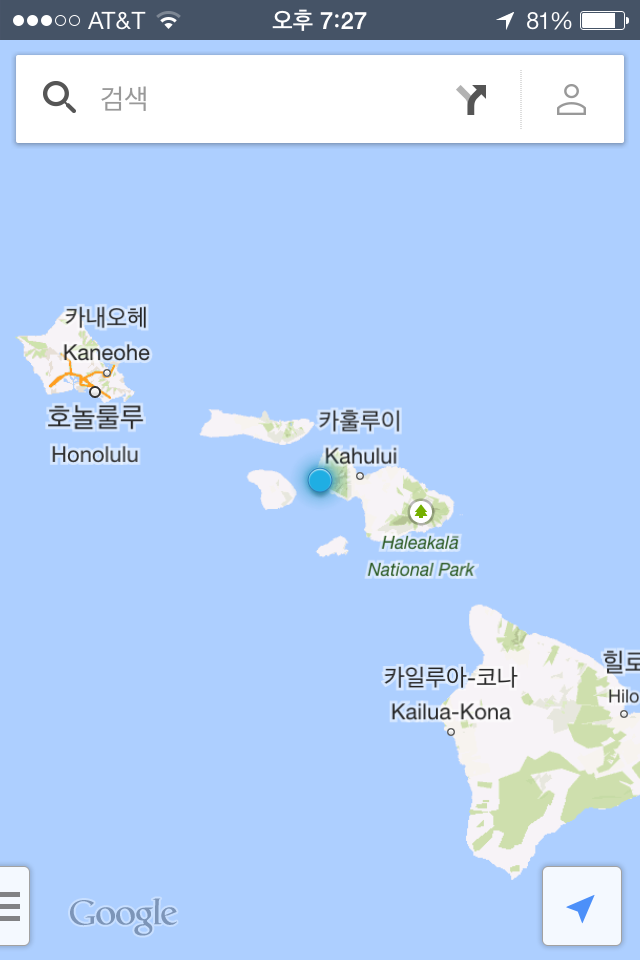 AT&T 오후 7:27 81%
검색
카내오헤
Kaneohe
호놀룰루
Honolulu
카훌루이
Kahului
Haleakalā
National Park
카일루아-코나
Kailua-Kona
힐로
Hilo
Google